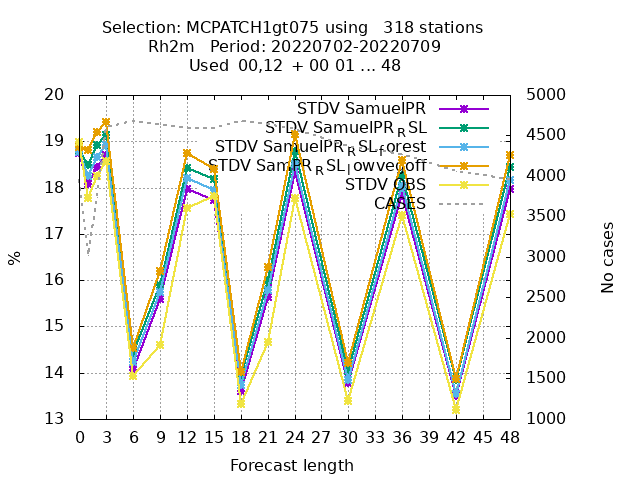 Selection: MCPATCH1gt075 using   318 stations
Rh2m   Period: 20220702-20220709
Used  00,12  + 00 01 ... 48
STDV SamuelPR
STDV SamuelPR_RSL
STDV SamuelPR_RSL_forest
STDV OBS
CASES
20
19
18
17
16
15
14
13
%
5000
4500
4000
3500
3000
2500
2000
1500
1000
No cases
0 3 6 9 12 15 18 21 24 27 30 33 36 39 42 45 48
Forecast length